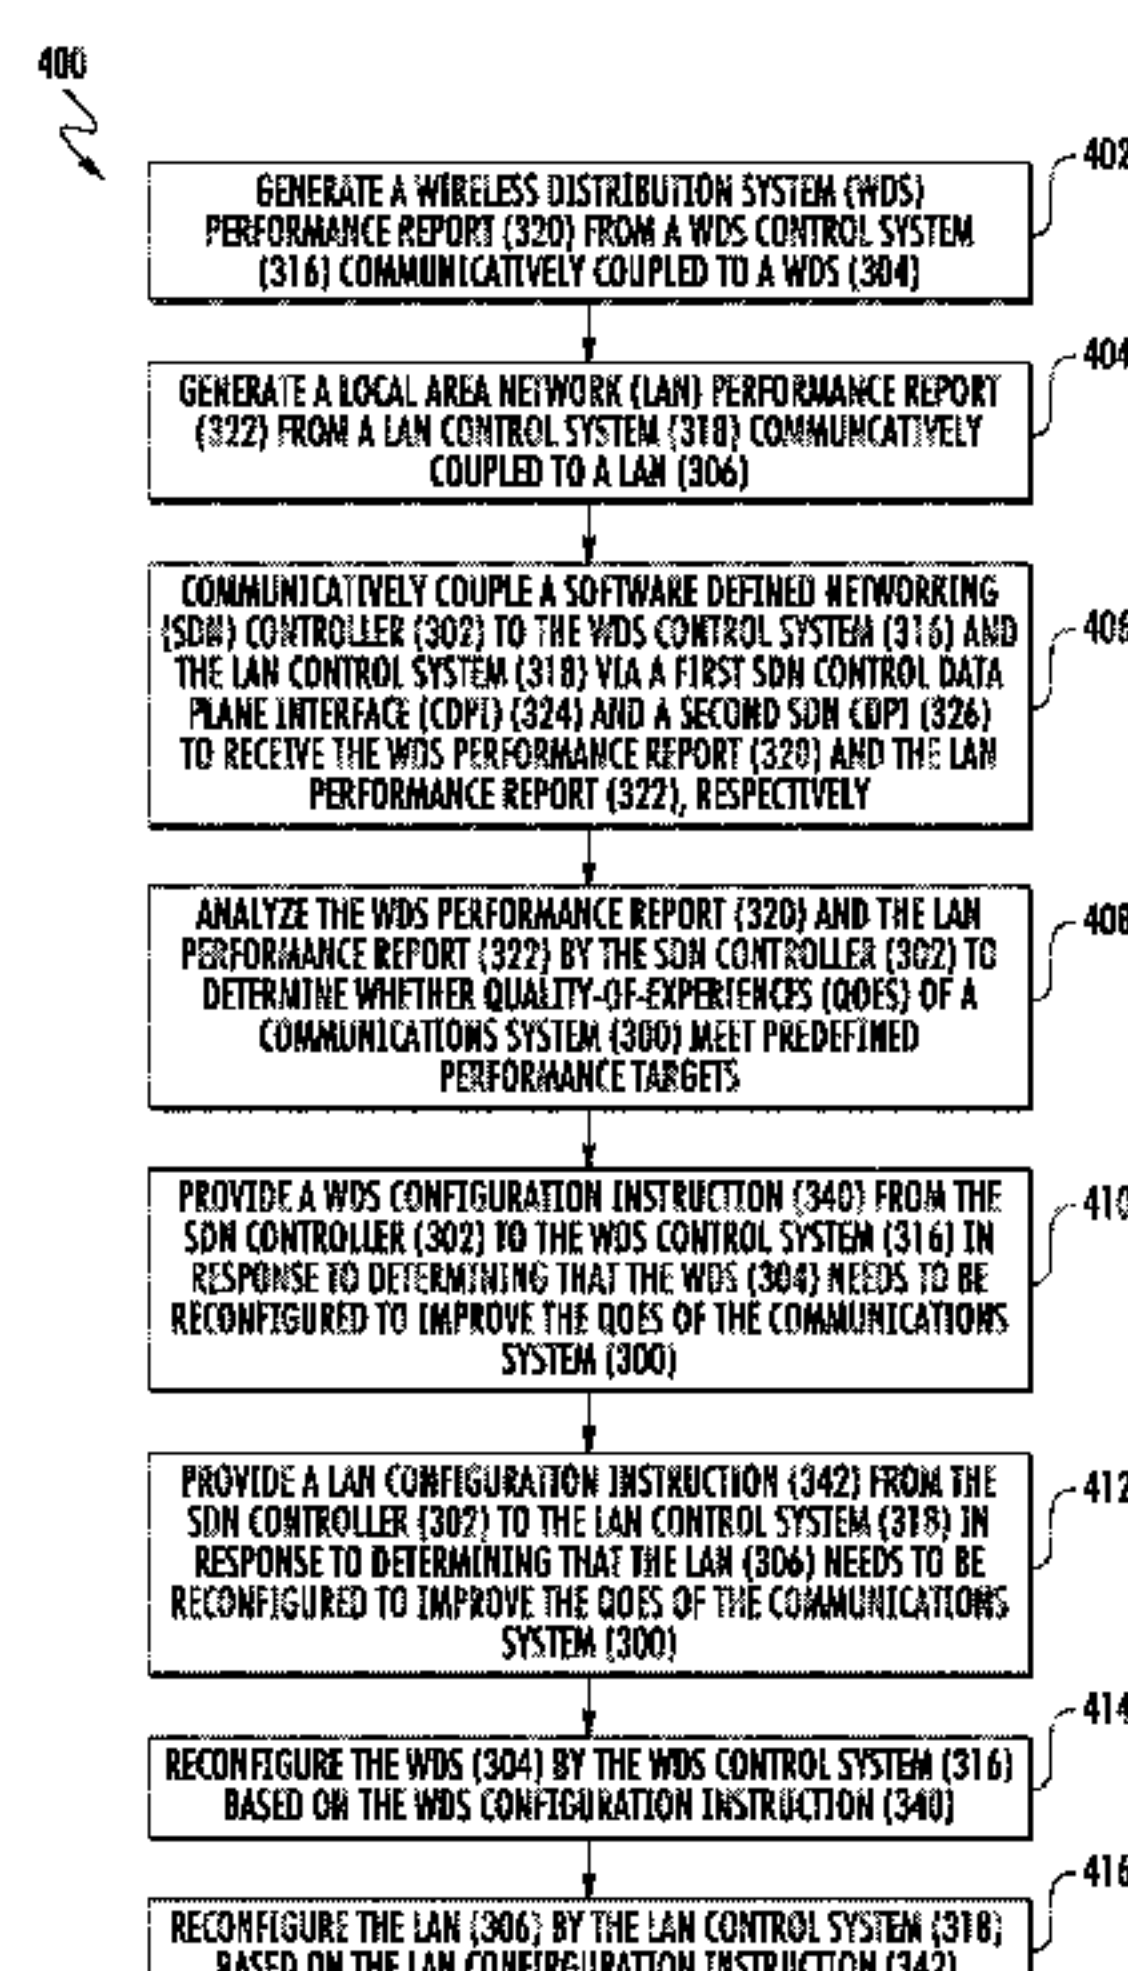 400
402
GENERATE A WIRELESS DISTRIBUTION SYSTEM (WDS)
PERFORMANCE REPORT (320) FROM A WDS CONTROL SYSTEM
(316) COMMUNICATIVELY COUPLED TO A WDS (304)
404
GENERATE A LOCAL AREA NETWORK (LAN) PERFORMANCE REPORT
(322) FROM A LAN CONTROL SYSTEM (318) COMMUNCATIVELY
COUPLED TO A LAN (306)
406
COMMUNICATIVELY COUPLE A SOFTWARE DEFINED NETWORKING
(SDN) CONTROLLER (302) TO THE WDS CONTROL SYSTEM (316) AND
THE LAN CONTROL SYSTEM (318) VIA A FIRST SDN CONTROL DATA
PLANE INTERFACE (CDPI) (324) AND A SECOND SDN CDPI (326)
TO RECEIVE THE WDS PERFORMANCE REPORT (320) AND THE LAN
PERFORMANCE REPORT (322), RESPECTIVELY
408
ANALYZE THE WDS PERFORMANCE REPORT (320) AND THE LAN
PERFORMANCE REPORT (322) BY THE SDN CONTROLLER (302) TO
DETERMINE WHETHER QUALITY-OF-EXPERIENCES (QOES) OF A
COMMUNICATIONS SYSTEM (300) MEET PREDEFINED
PERFORMANCE TARGETS
410
PROVIDE A WDS CONFIGURATION INSTRUCTION (340) FROM THE
SDN CONTROLLER (302) TO THE WDS CONTROL SYSTEM (316) IN
RESPONSE TO DETERMINING THAT THE WDS (304) NEEDS TO BE
RECONFIGURED TO IMPROVE THE QOES OF THE COMMUNICATIONS
SYSTEM (300)
412
PROVIDE A LAN CONFIGURATION INSTRUCTION (342) FROM THE
SDN CONTROLLER (302) TO THE LAN CONTROL SYSTEM (318) IN
RESPONSE TO DETERMINING THAT THE LAN (306) NEEDS TO BE
RECONFIGURED TO IMPROVE THE QOES OF THE COMMUNICATIONS
SYSTEM (300)
414
RECONFIGURE THE WDS (304) BY THE WDS CONTROL SYSTEM (316)
BASED ON THE WDS CONFIGURATION INSTRUCTION (340)
416
RECONFIGURE THE LAN (306) BY THE LAN CONTROL SYSTEM (318)
BASED ON THE LAN CONFIRGURATION INSTRUCTION (342)